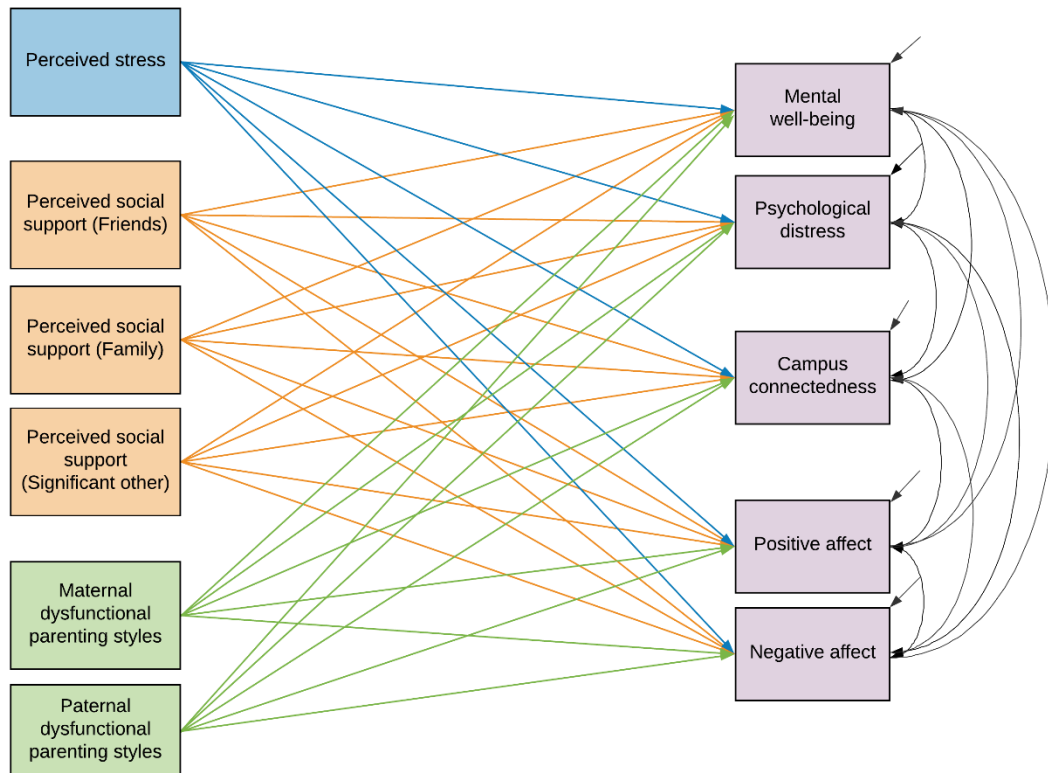 Perceived stress
Perceived social
support (Friends)
Perceived social
support (Family)
Perceived social
support
(Significant other)
Maternal
dysfunctional
parenting styles
Paternal
dysfunctional
parenting styles
Mental
well-being
Psychological
distress
Campus
connectedness
Positive affect
Negative affect